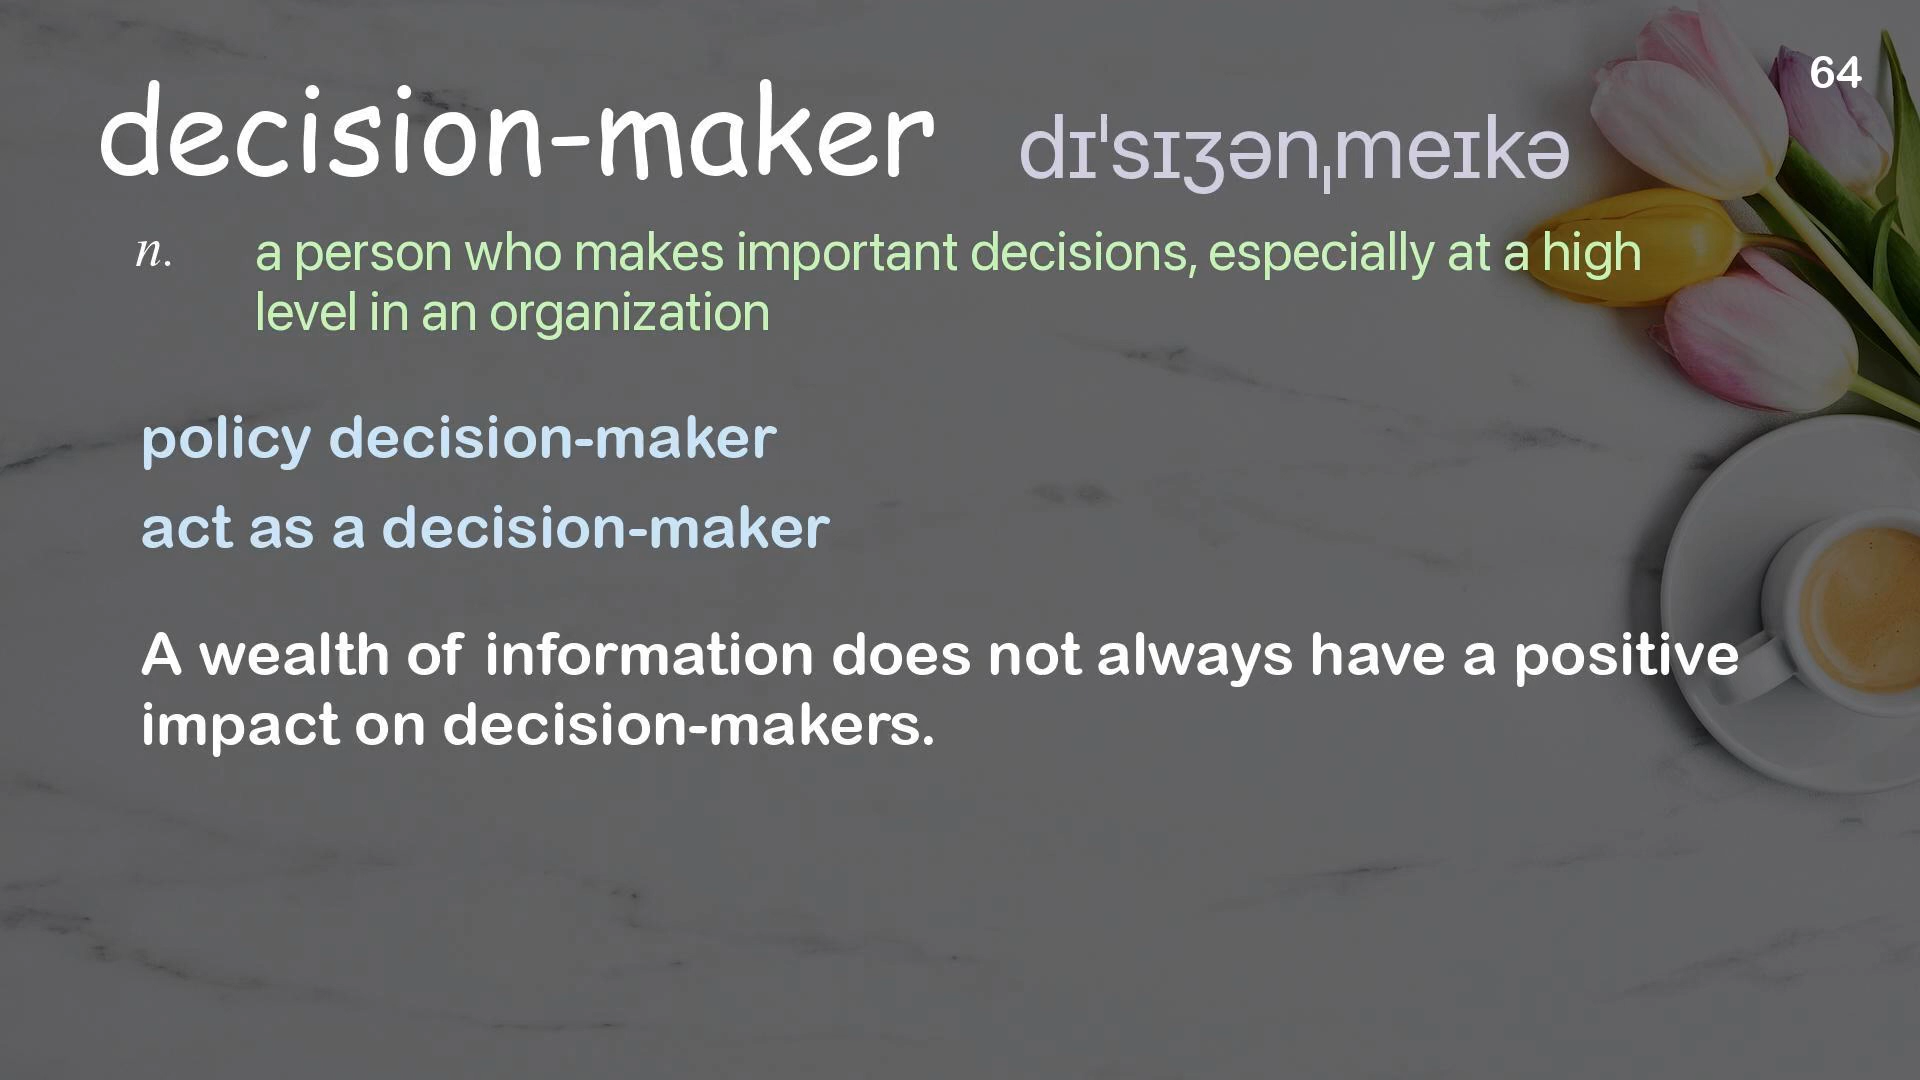 64
decision-maker dɪˈsɪʒənˌmeɪkə
n. a person who makes important decisions, especially at a high
level in an organization
policy decision-maker
act as a decision-maker
A wealth of information does not always have a positive
impact on decision-makers.